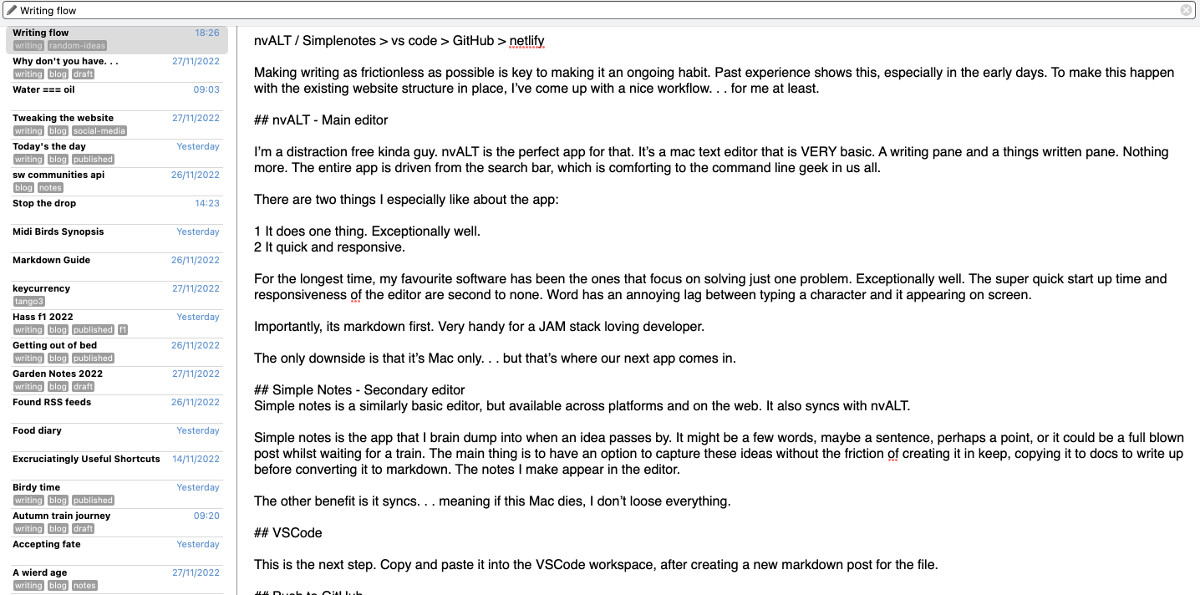 Writing flow
Writing flow 18:26
writing random-ideas
Why don't you have. . . 27/11/2022
writing blog draft
Water === oil 09:03
Tweaking the website 27/11/2022
writing blog social-media
Today's the day Yesterday
writing blog published
sw communities api 26/11/2022
blog notes
Stop the drop 14:23
Midi Birds Synopsis Yesterday
Markdown Guide 26/11/2022
keycurrency 27/11/2022
tango3
Hass f1 2022 Yesterday
writing blog published f1
Getting out of bed 26/11/2022
writing blog published
Garden Notes 2022 27/11/2022
writing blog draft
Found RSS feeds 26/11/2022
Food diary Yesterday
Excruciatingly Useful Shortcuts 14/11/2022
Birdy time Yesterday
writing blog published
Autumn train journey 09:20
writing blog draft
Accepting fate Yesterday
A wierd age 27/11/2022
writing blog notes
nvALT / Simplenotes > vs code > GitHub > netlify
Making writing as frictionless as possible is key to making it an ongoing habit. Past experience shows this, especially in the early days. To make this happen
with the existing website structure in place, I've come up with a nice workflow. . . for me at least.
## nvALT - Main editor
I'm a distraction free kinda guy. nvALT is the perfect app for that. It's a mac text editor that is VERY basic. A writing pane and a things written pane. Nothing
more. The entire app is driven from the search bar, which is comforting to the command line geek in us all.
There are two things I especially like about the app:
1 It does one thing. Exceptionally well.
2 It quick and responsive.
For the longest time, my favourite software has been the ones that focus on solving just one problem. Exceptionally well. The super quick start up time and
responsiveness of the editor are second to none. Word has an annoying lag between typing a character and it appearing on screen.
Importantly, its markdown first. Very handy for a JAM stack loving developer.
The only downside is that it's Mac only. . . but that's where our next app comes in.
## Simple Notes - Secondary editor
Simple notes is a similarly basic editor, but available across platforms and on the web. It also syncs with nvALT.
Simple notes is the app that I brain dump into when an idea passes by. It might be a few words, maybe a sentence, perhaps a point, or it could be a full blown
post whilst waiting for a train. The main thing is to have an option to capture these ideas without the friction of creating it in keep, copying it to docs to write up
before converting it to markdown. The notes I make appear in the editor.
The other benefit is it syncs. . . meaning if this Mac dies, I don't loose everything.
## VSCode
This is the next step. Copy and paste it into the VSCode workspace, after creating a new markdown post for the file.
## Push to GitHub